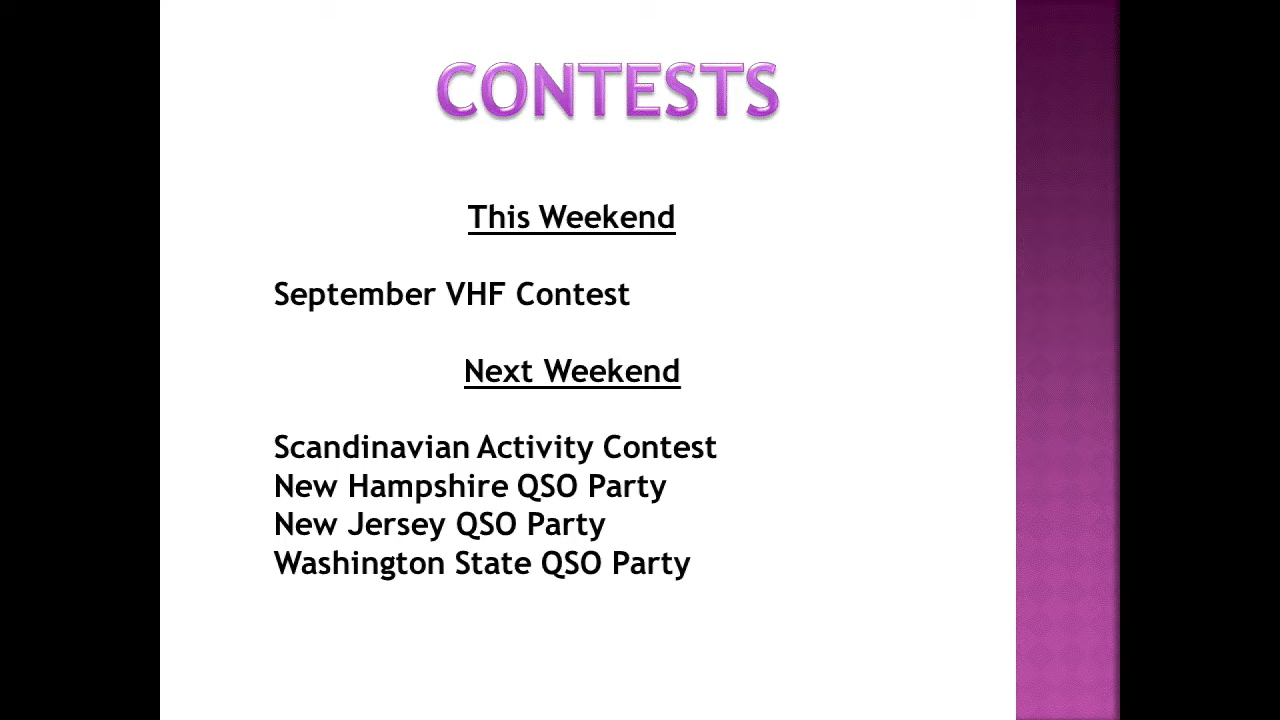 CONTESTS
This Weekend
September VHF Contest
Next Weekend
Scandinavian Activity Contest
New Hampshire QSO Party
New Jersey QSO Party
Washington State QSO Party